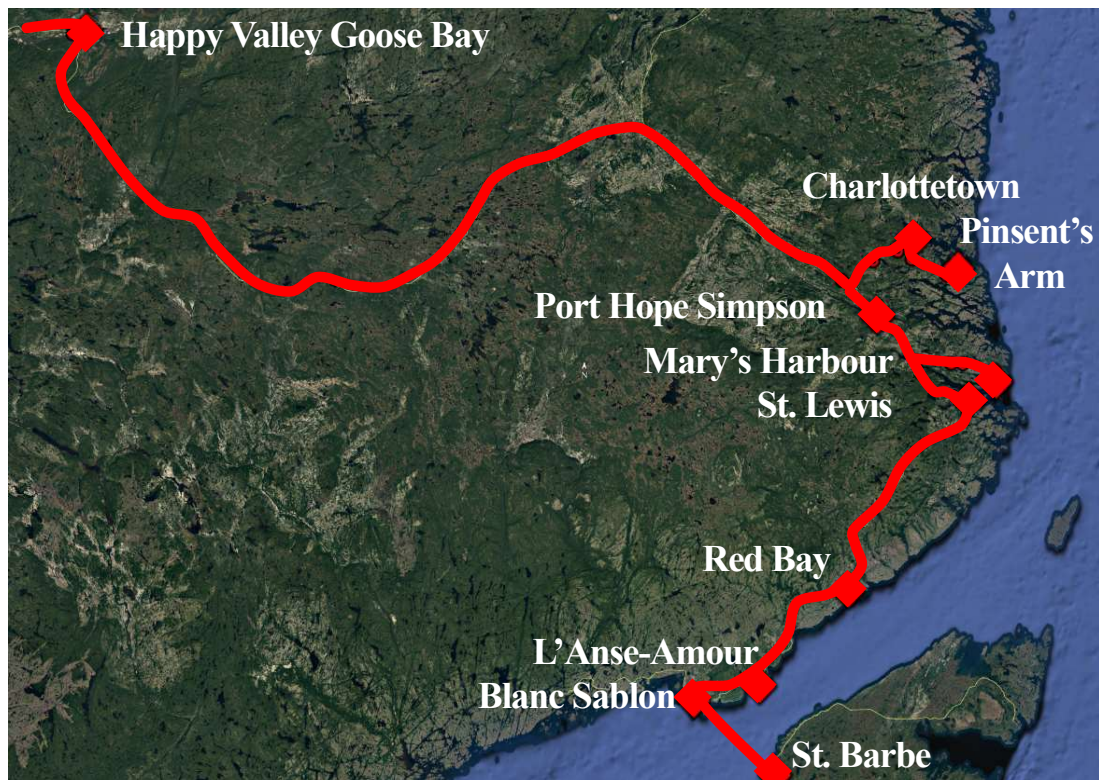 Happy Valley Goose Bay
Charlottetown
Pinsent’s
Arm
Port Hope Simpson
Mary’s Harbour
St. Lewis
Red Bay
L’Anse-Amour
Blanc Sablon
St. Barbe
N